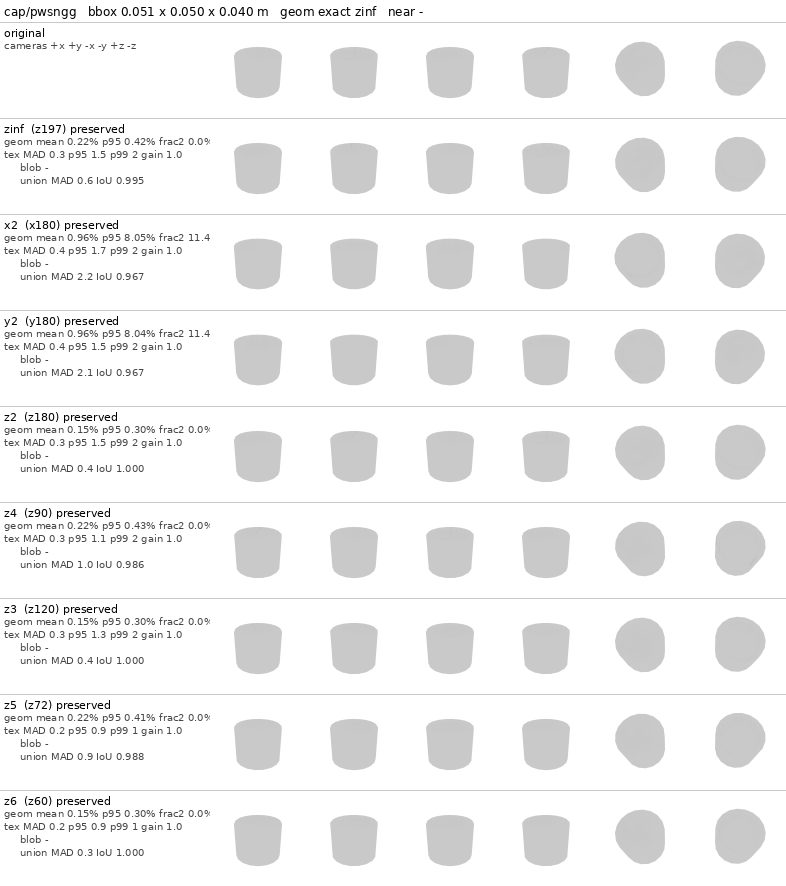 cap/pwsngg bbox 0.051 x 0.050 x 0.040 m geom exact zinf near -
original
cameras +x +y -x -y +z -z
zinf (z197) preserved
geom mean 0.22% p95 0.42% frac2 0.0%
tex MAD 0.3 p95 1.5 p99 2 gain 1.0
blob -
union MAD 0.6 IoU 0.995
x2 (x180) preserved
geom mean 0.96% p95 8.05% frac2 11.4
tex MAD 0.4 p95 1.7 p99 2 gain 1.0
blob -
union MAD 2.2 IoU 0.967
y2 (y180) preserved
geom mean 0.96% p95 8.04% frac2 11.4
tex MAD 0.4 p95 1.5 p99 2 gain 1.0
blob -
union MAD 2.1 IoU 0.967
z2 (z180) preserved
geom mean 0.15% p95 0.30% frac2 0.0%
tex MAD 0.3 p95 1.5 p99 2 gain 1.0
blob -
union MAD 0.4 IoU 1.000
z4 (z90) preserved
geom mean 0.22% p95 0.43% frac2 0.0%
tex MAD 0.3 p95 1.1 p99 2 gain 1.0
blob -
union MAD 1.0 IoU 0.986
z3 (z120) preserved
geom mean 0.15% p95 0.30% frac2 0.0%
tex MAD 0.3 p95 1.3 p99 2 gain 1.0
blob -
union MAD 0.4 IoU 1.000
z5 (z72) preserved
geom mean 0.22% p95 0.41% frac2 0.0%
tex MAD 0.2 p95 0.9 p99 1 gain 1.0
blob -
union MAD 0.9 IoU 0.988
z6 (z60) preserved
geom mean 0.15% p95 0.30% frac2 0.0%
tex MAD 0.2 p95 0.9 p99 1 gain 1.0
blob -
union MAD 0.3 IoU 1.000